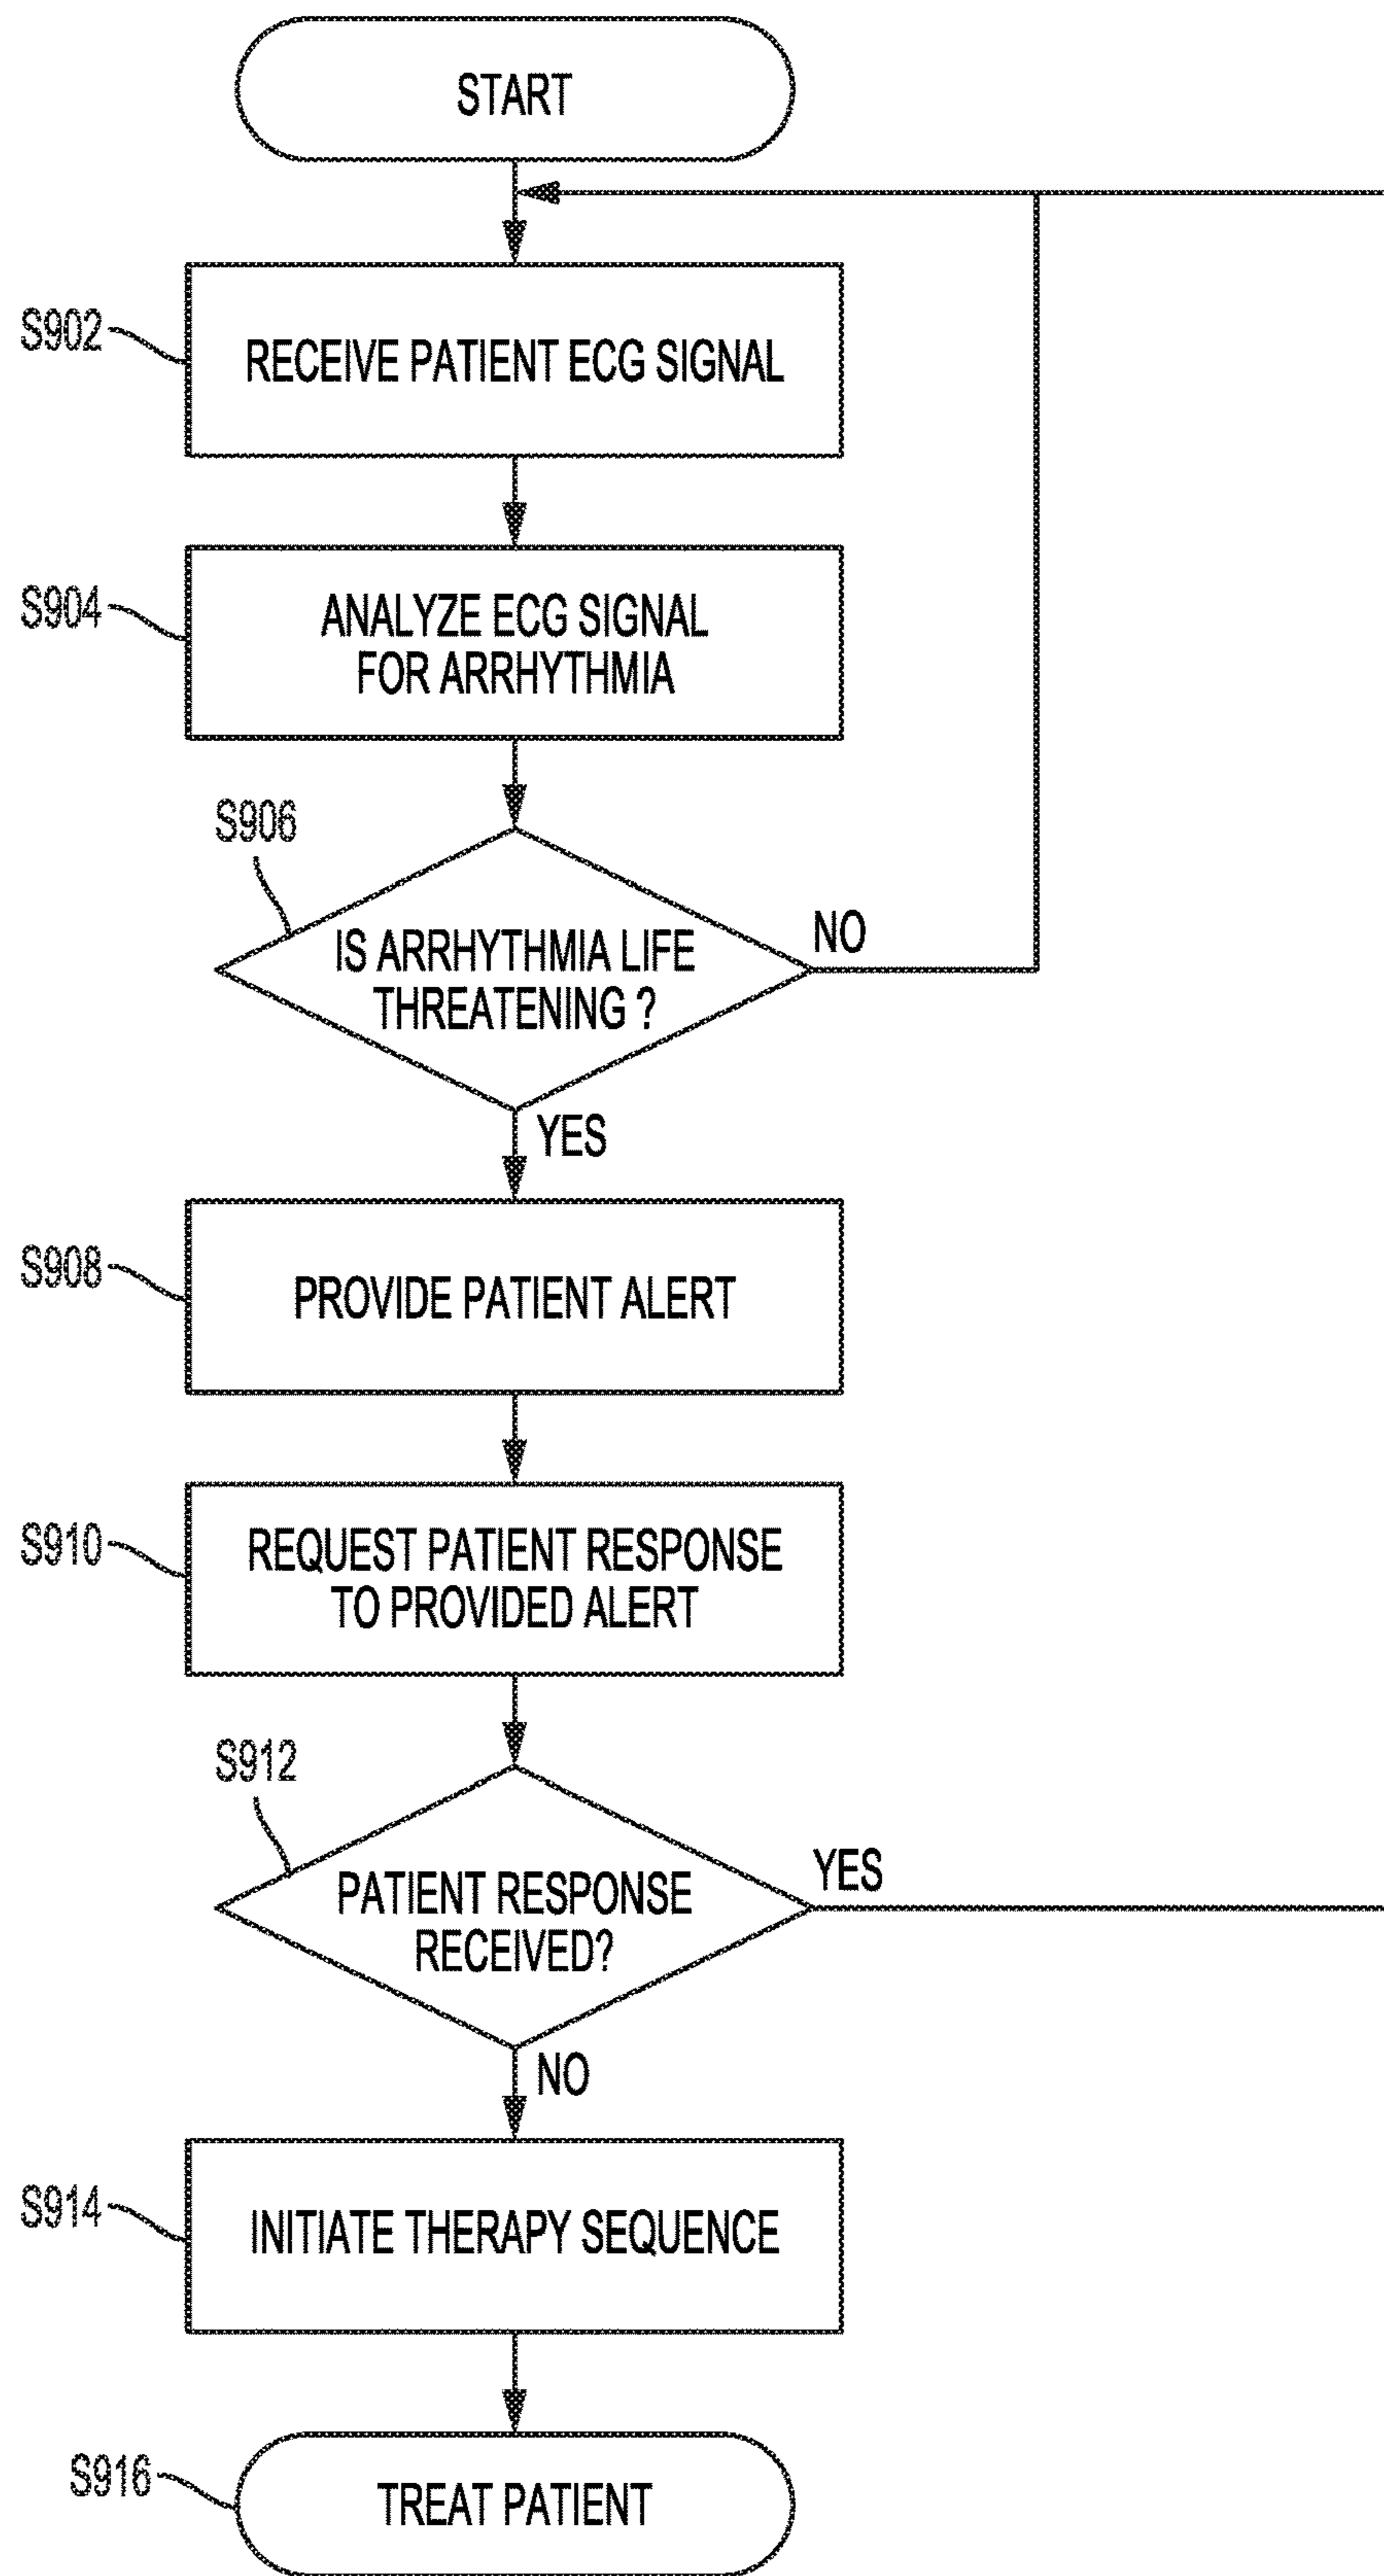 START
S902
RECEIVE PATIENT ECG SIGNAL
S904
ANALYZE ECG SIGNAL
FOR ARRHYTHMIA
S906
IS ARRHYTHMIA LIFE
THREATENING ?
NO
YES
S908
PROVIDE PATIENT ALERT
S910
REQUEST PATIENT RESPONSE
TO PROVIDED ALERT
S912
PATIENT RESPONSE
RECEIVED?
YES
NO
S914
INITIATE THERAPY SEQUENCE
S916
TREAT PATIENT